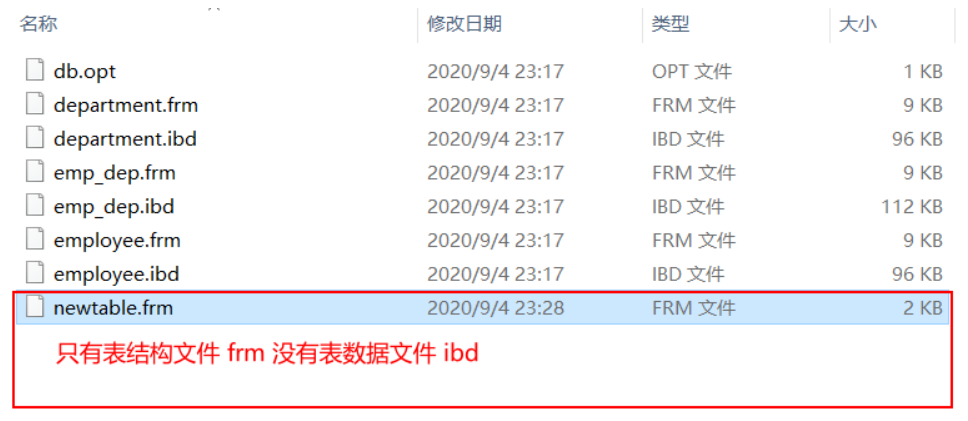 名称 修改日期 类型 大小
db.opt 2020/9/4 23:17 OPT 文件 1 KB
department.frm 2020/9/4 23:17 FRM 文件 9 KB
department.ibd 2020/9/4 23:17 IBD 文件 96 KB
emp_dep.frm 2020/9/4 23:17 FRM 文件 9 KB
emp_dep.ibd 2020/9/4 23:17 IBD 文件 112 KB
employee.frm 2020/9/4 23:17 FRM 文件 9 KB
employee.ibd 2020/9/4 23:17 IBD 文件 96 KB
newtable.frm 2020/9/4 23:28 FRM 文件 2 KB
只有表结构文件 frm 没有表数据文件 ibd